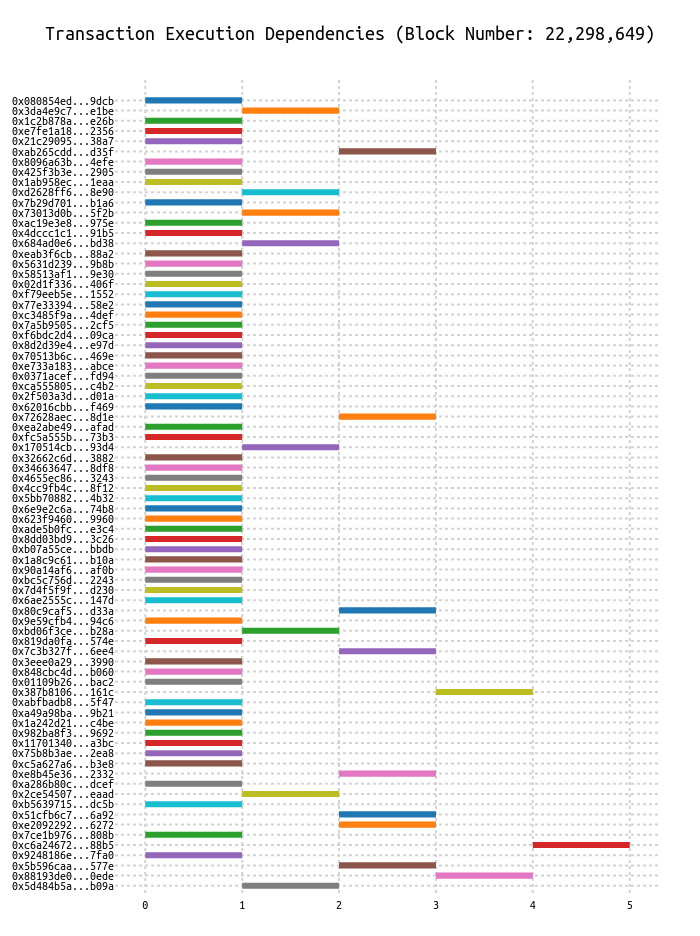 Transaction Execution Dependencies (Block Number: 22,298,649)
0x080854ed...9dcb
0x3da4e9c7...e1be
0x1c2b878a...e26b
0xe7fe1a18...2356
0x21c29095...38a7
0xab265cdd...d35f
0x8096a63b...4efe
0x425f3b3e...2905
0x1ab958ec...1eaa
0xd2628ff6...8e90
0x7b29d701...b1a6
0x73013d0b...5f2b
0xac19e3e8...975e
0x4dccc1c1...91b5
0x684ad0e6...bd38
0xeab3f6cb...88a2
0x5631d239...9b8b
0x58513af1...9e30
0x02d1f336...406f
0xf79eeb5e...1552
0x77e33394...58e2
0xc3485f9a...4def
0x7a5b9505...2cf5
0xf6bdc2d4...09ca
0x8d2d39e4...e97d
0x70513b6c...469e
0xe733a183...abce
0x0371acef...fd94
0xca555805...c4b2
0x2f503a3d...d01a
0x62016cbb...f469
0x72628aec...8d1e
0xea2abe49...afad
0xfc5a555b...73b3
0x170514cb...93d4
0x32662c6d...3882
0x34663647...8df8
0x4655ec86...3243
0x4cc9fb4c...8f12
0x5bb70882...4b32
0x6e9e2c6a...74b8
0x623f9460...9960
0xade5b0fc...e3c4
0x8dd03bd9...3c26
0xb07a55ce...bbdb
0x1a8c9c61...b10a
0x90a14af6...af0b
0xbc5c756d...2243
0x7d4f5f9f...d230
0x6ae2555c...147d
0x80c9caf5...d33a
0x9e59cfb4...94c6
0xbd06f3ce...b28a
0x819da0fa...574e
0x7c3b327f...6ee4
0x3eee0a29...3990
0x848cbc4d...b060
0x01109b26...bac2
0x387b8106...161c
0xabfbadb8...5f47
0xa49a98ba...9b21
0x1a242d21...c4be
0x982ba8f3...9692
0x11701340...a3bc
0x75b8b3ae...2ea8
0xc5a627a6...b3e8
0xe8b45e36...2332
0xa286b80c...dcef
0x2ce54507...eaad
0xb5639715...dc5b
0x51cfb6c7...6a92
0xe2092292...6272
0x7ce1b976...808b
0xc6a24672...88b5
0x9248186e...7fa0
0x5b596caa...577e
0x88193de0...0ede
0x5d484b5a...b09a
0 1 2 3 4 5